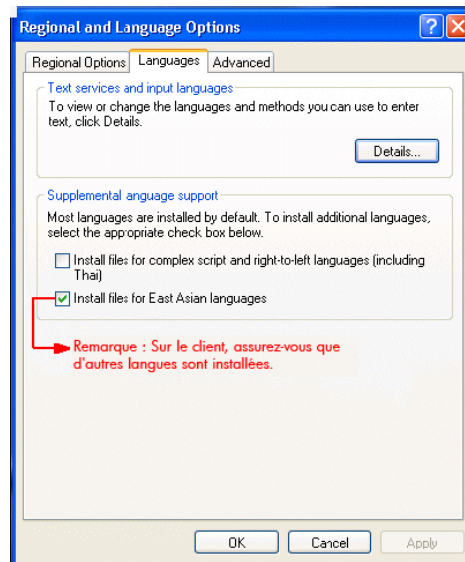 Regional and Language Options
Regional Options Languages Advanced
Text services and input languages
To view or change the languages and methods you can use to enter
text, click Details.
Details...
Supplemental anguage support
Most languages are installed by default. To install additional languages,
select the appropriate check box below.
Install files for complex script and right-to-left languages (including
Thai)
Install files for East Asian languages
Remarque : Sur le client, assurez-vous que
d'autres langues sont installées.
OK Cancel Apply